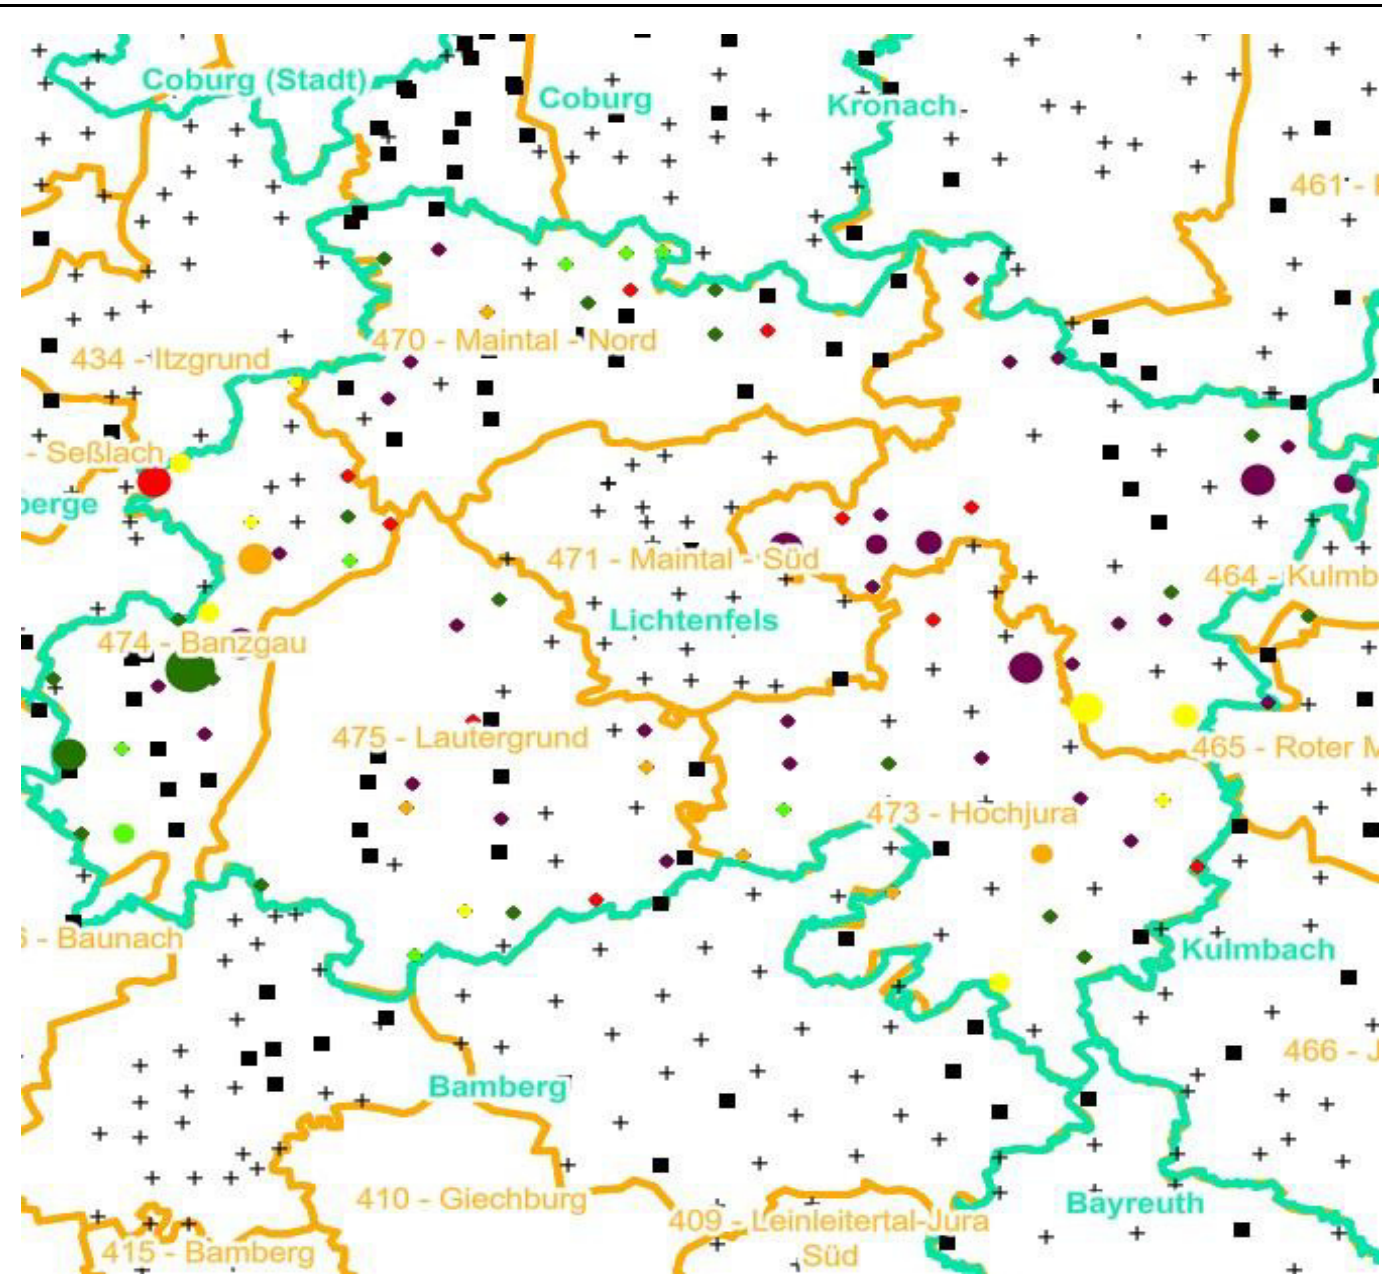 Coburg (Stadt)
Coburg
Kronach
461 -
470 - Maintal - Nord
434 - Itzgrund
- Seßlach
berge
471 - Maintal - Süd
464 - Kulmb
Lichtenfels
474 - Banzgau
475 - Lautergrund
465 - Roter M
473 - Hochjura
- Baunach
Kulmbach
466 - J
Bamberg
410 - Giechburg
Bayreuth
409 - Leinleitertal-Jura
Süd
415 - Bamberg